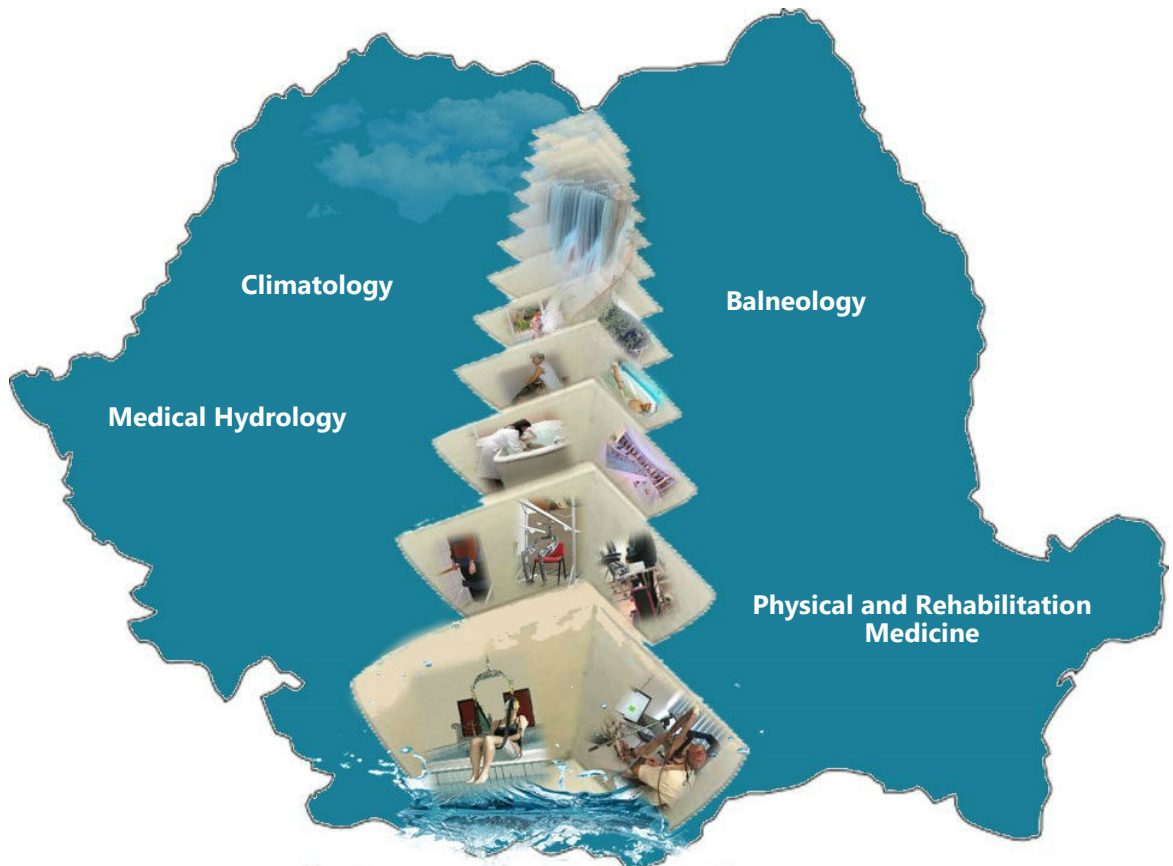 Climatology
Balneology
Medical Hydrology
Physical and Rehabilitation
Medicine